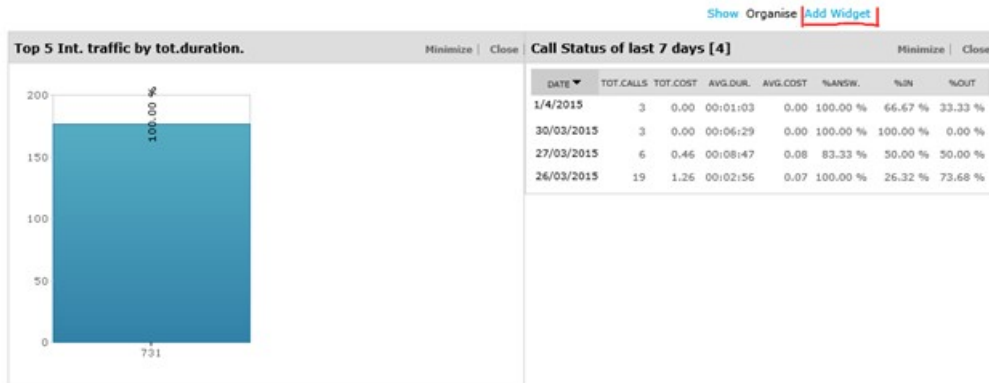 Show Organise Add Widget
Top 5 Int. traffic by tot.duration. Minimize | Close
200
150
100
50
0
100.00 %
731
Call Status of last 7 days [4] Minimize | Close
DATE TOT.CALLS TOT.COST AVG.DUR. AVG.COST %ANSW. %IN %OUT
1/4/2015 3 0.00 00:01:03 0.00 100.00 % 66.67 % 33.33 %
30/03/2015 3 0.00 00:06:29 0.00 100.00 % 100.00 % 0.00 %
27/03/2015 6 0.46 00:08:47 0.08 83.33 % 50.00 % 50.00 %
26/03/2015 19 1.26 00:02:56 0.07 100.00 % 26.32 % 73.68 %